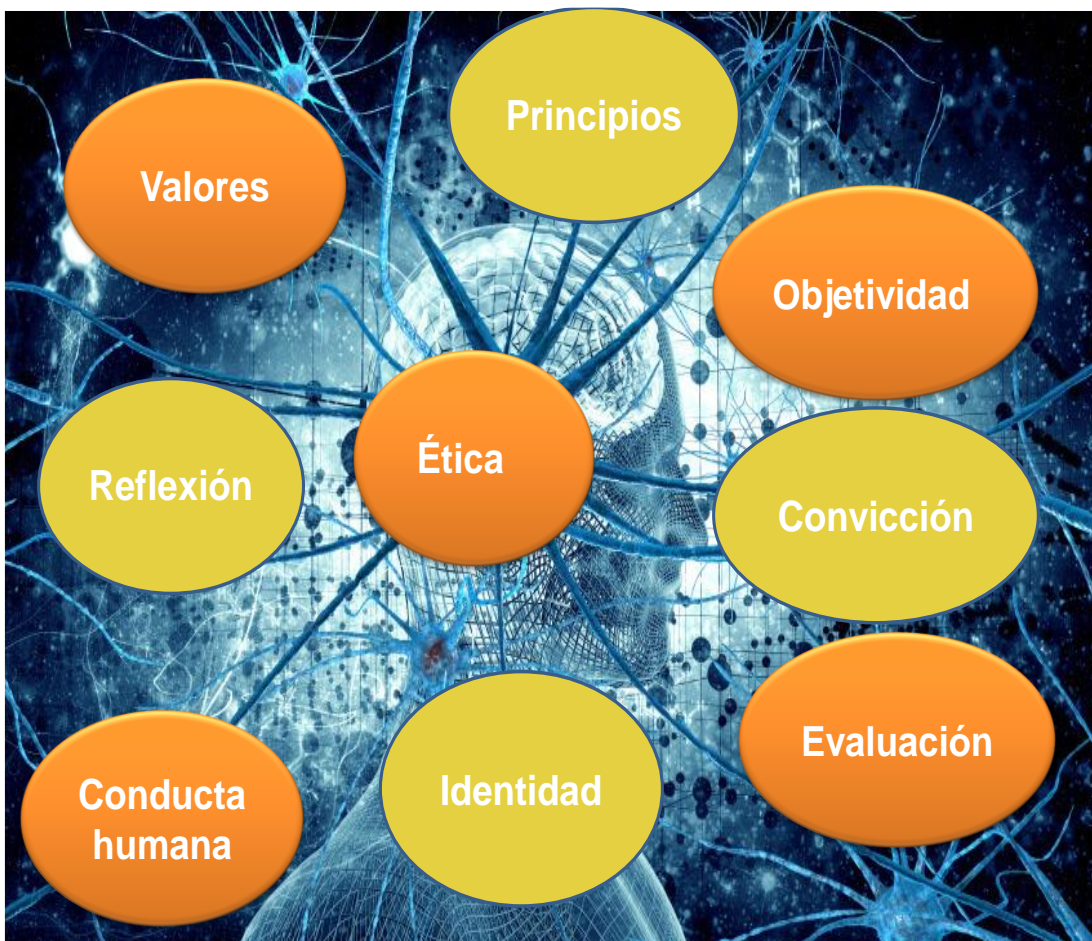 Principios
Valores
Objetividad
Ética
Reflexión
Convicción
Evaluación
Identidad
Conducta
humana